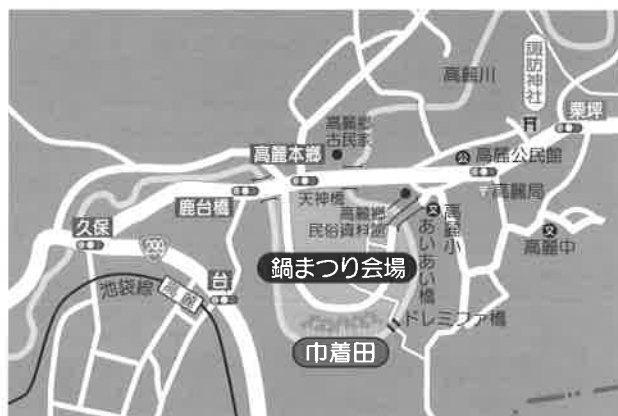 高麗川
諏訪神社
栗坪
高麗郷
古民家
公
高麗公民館
高麗本郷
天神橋
高麗局
鹿台橋
高麗郷
民俗資料館
文
高麗小
あいあい橋
文
高麗中
久保
299
台
池袋線
高麗
鍋まつり会場
ドレミファ橋
巾着田